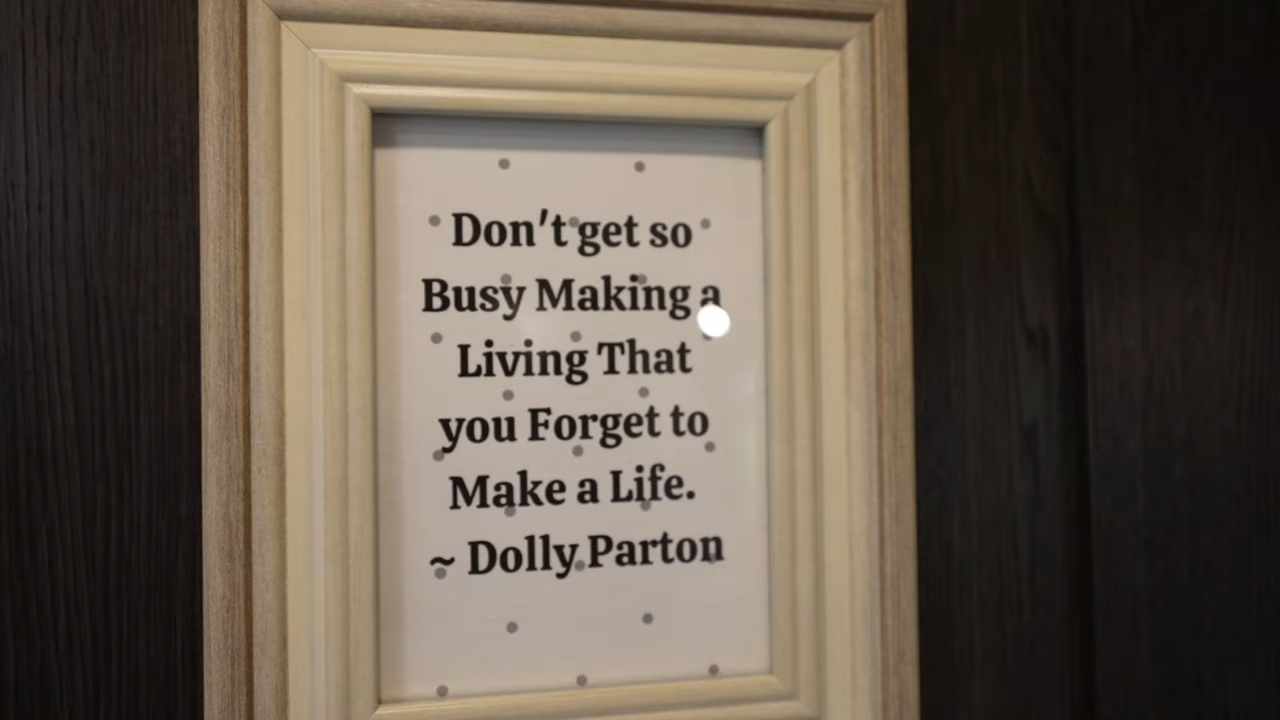 Don't get so
Busy Making a
Living That
you Forget to
Make a Life.
~ Dolly Parton